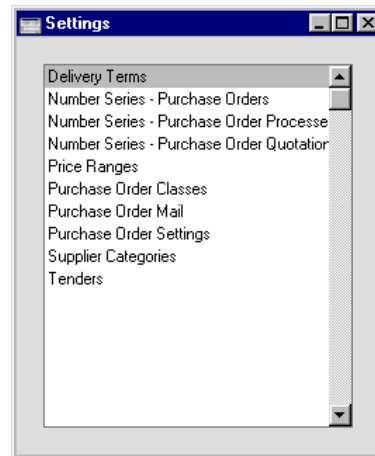 Settings
Delivery Terms
Number Series - Purchase Orders
Number Series - Purchase Order Processe
Number Series - Purchase Order Quotation
Price Ranges
Purchase Order Classes
Purchase Order Mail
Purchase Order Settings
Supplier Categories
Tenders